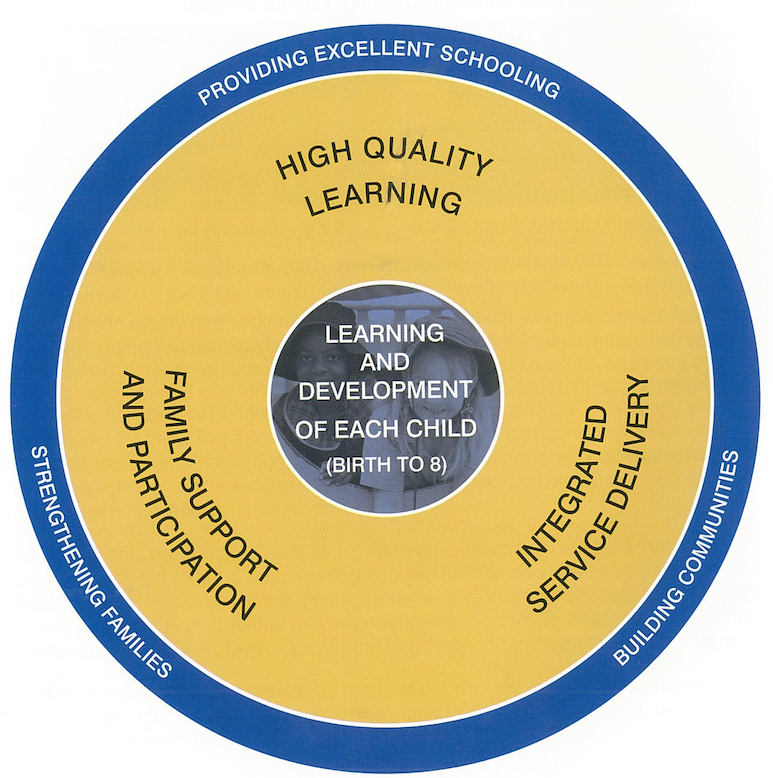 PROVIDING EXCELLENT SCHOOLING
HIGH QUALITY
LEARNING
LEARNING
AND
DEVELOPMENT
OF EACH CHILD
(BIRTH TO 8)
FAMILY SUPPORT
AND PARTICIPATION
INTEGRATED
SERVICE DELIVERY
STRENGTHENING FAMILIES
BUILDING COMMUNITIES